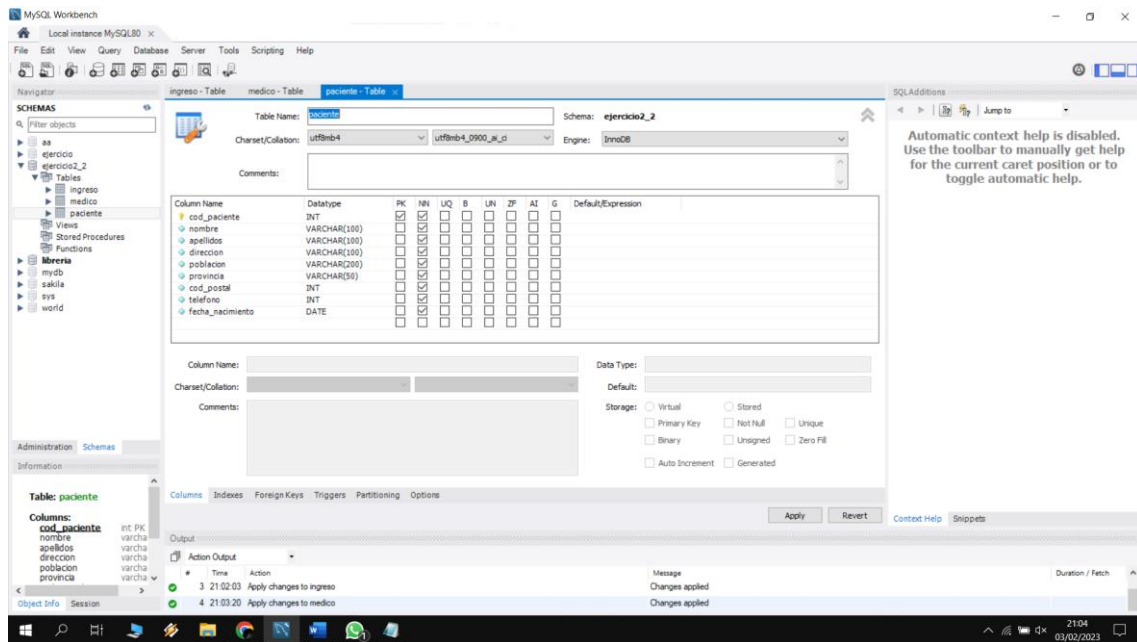 MySQL Workbench
Local instance MySQL80
File Edit View Query Database Server Tools Scripting Help
Navigator
SCHEMAS
Filter objects
aa
ejercicio
ejercicio2_2
Tables
ingreso
medico
paciente
Views
Stored Procedures
Functions
libreria
mydb
sakila
sys
world
Administration Schemas
Information
Table: paciente
Columns:
cod_paciente int PK
nombre varcha
apellidos varcha
direccion varcha
poblacion varcha
provincia varcha
Object Info Session
ingreso - Table medico - Table paciente - Table
Table Name: paciente Schema: ejercicio2_2
Charset/Collation: utf8mb4 utf8mb4_0900_ai_ci Engine: InnoDB
Comments:
Column Name Datatype PK NN UQ B UN ZF AI G Default/Expression
cod_paciente INT
nombre VARCHAR(100)
apellidos VARCHAR(100)
direccion VARCHAR(100)
poblacion VARCHAR(200)
provincia VARCHAR(50)
cod_postal INT
telefono INT
fecha_nacimiento DATE
Column Name: Data Type:
Charset/Collation: Default:
Comments: Storage: Virtual Stored
Primary Key Not Null Unique
Binary Unsigned Zero Fill
Auto Increment Generated
Columns Indexes Foreign Keys Triggers Partitioning Options
Apply Revert
Output
Action Output
# Time Action Message Duration / Fetch
3 21:02:03 Apply changes to ingreso Changes applied
4 21:03:20 Apply changes to medico Changes applied
SQLAdditions
Jump to
Automatic context help is disabled.
Use the toolbar to manually get help
for the current caret position or to
toggle automatic help.
Context Help Snippets
21:04
03/02/2023